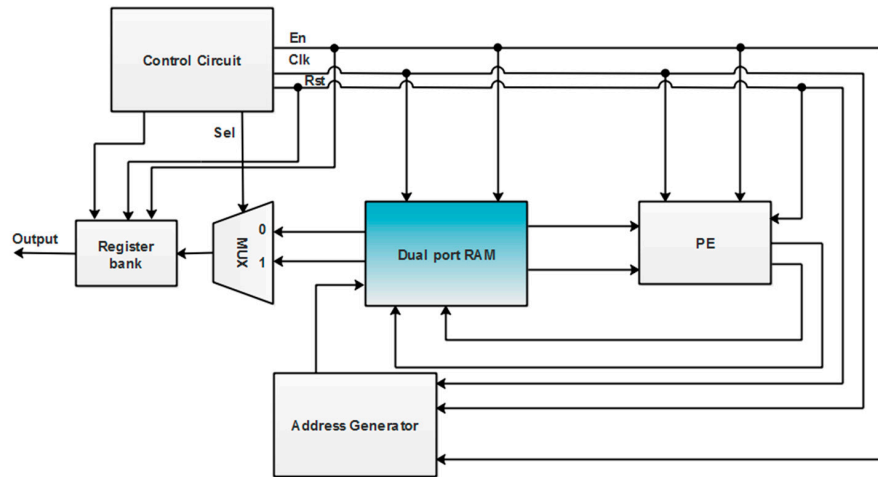 En
Control Circuit
Clk
Rst
Sel
Output
Register
bank
MUX
0
1
Dual port RAM
PE
Address Generator